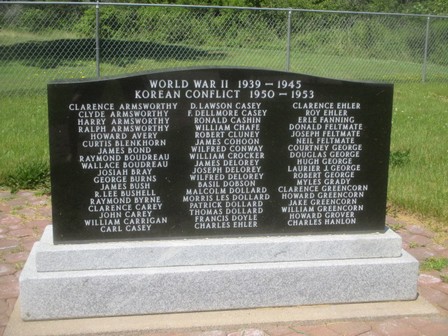 WORLD WAR II 1939 - 1945
KOREAN CONFLICT 1950 - 1953
CLARENCE ARMSWORTHY
CLYDE ARMSWORTHY
HARRY ARMSWORTHY
RALPH ARMSWORTHY
HOWARD AVERY
CURTIS BLENKHORN
JAMES BOND
RAYMOND BOUDREAU
WALLACE BOUDREAU
JOSIAH BRAY
GEORGE BURNS
JAMES BUSH
R. LEE BUSHELL
RAYMOND BYRNE
CLARENCE CAREY
JOHN CAREY
WILLIAM CARRIGAN
CARL CASEY
D. LAWSON CASEY
F. DELLMORE CASEY
RONALD CASHIN
WILLIAM CHAFE
ROBERT CLUNEY
JAMES COHOON
WILFRED CONWAY
WILLIAM CROCKER
JAMES DELOREY
JOSEPH DELOREY
WILFRED DELOREY
BASIL DOBSON
MALCOLM DOLLARD
MORRIS LES DOLLARD
PATRICK DOLLARD
THOMAS DOLLARD
FRANCIS DOYLE
CHARLES EHLER
CLARENCE EHLER
ROY EHLER
ERLE FANNING
DONALD FELTMATE
JOSEPH FELTMATE
NEIL FELTMATE
COURTNEY GEORGE
DOUGLAS GEORGE
HUGH GEORGE
LAURIER J. GEORGE
ROBERT GEORGE
MYLES GRADY
CLARENCE GREENCORN
HOWARD GREENCORN
JAKE GREENCORN
WILLIAM GREENCORN
HOWARD GROVER
CHARLES HANLON